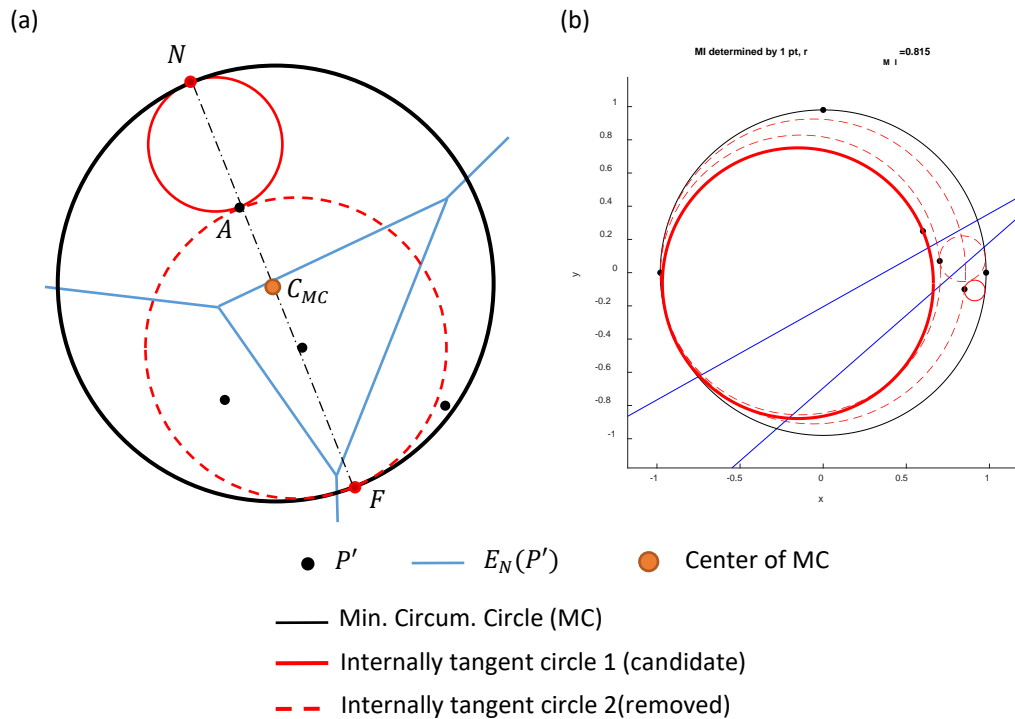 (a)
N
A
C_MC
F
(b)
MI determined by 1 pt, r_M I=0.815
1
0.8
0.6
0.4
0.2
0
-0.2
-0.4
-0.6
-0.8
-1
y
-1 -0.5 0 0.5 1
x
P′ E_N(P′) Center of MC
Min. Circum. Circle (MC)
Internally tangent circle 1 (candidate)
Internally tangent circle 2(removed)